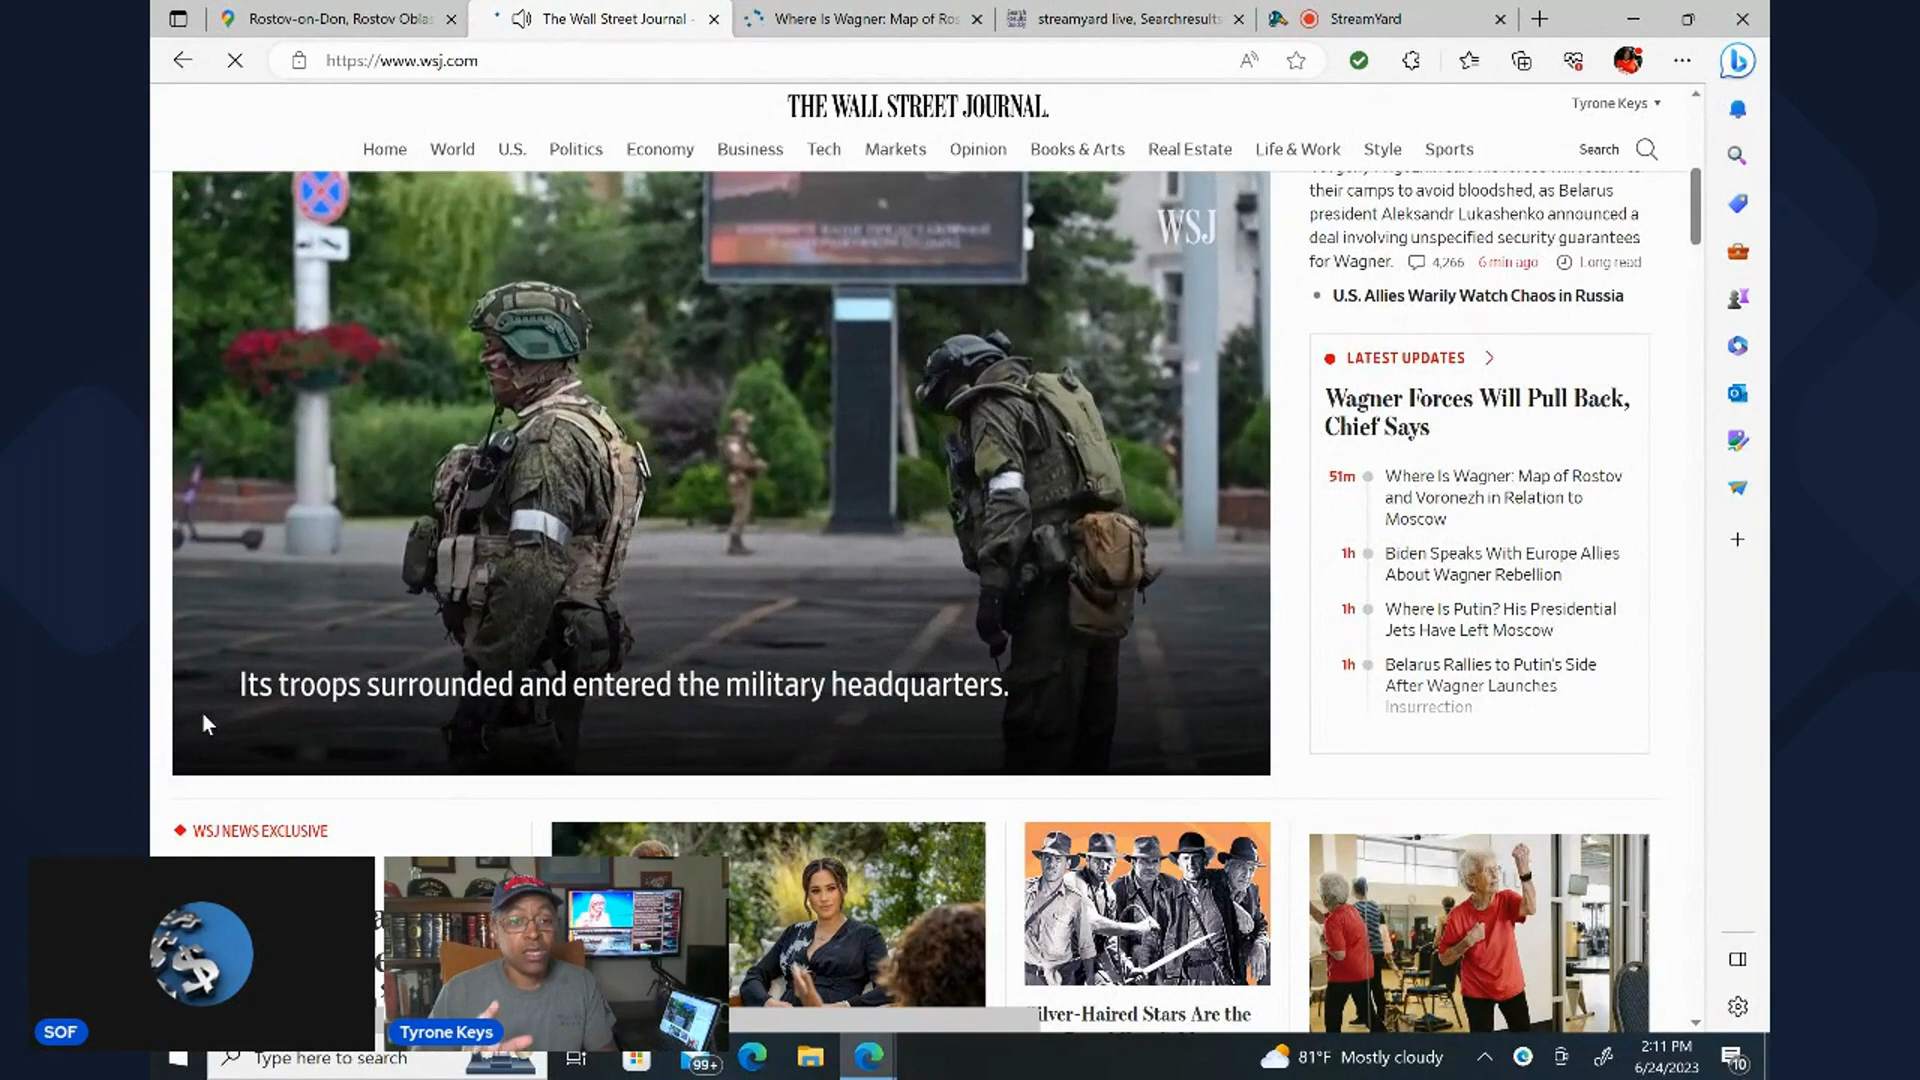 Rostov-on-Don, Rostov Obla
The Wall Street Journal -
Where Is Wagner: Map of Ros
streamyard live, Searchresults
StreamYard
https://www.wsj.com
THE WALL STREET JOURNAL.
Tyrone Keys
Home World U.S. Politics Economy Business Tech Markets Opinion Books & Arts Real Estate Life & Work Style Sports
Search
WSJ
their camps to avoid bloodshed, as Belarus
president Aleksandr Lukashenko announced a
deal involving unspecified security guarantees
for Wagner. 4,266 6 min ago Long read
U.S. Allies Warily Watch Chaos in Russia
LATEST UPDATES
Wagner Forces Will Pull Back,
Chief Says
51m Where Is Wagner: Map of Rostov
and Voronezh in Relation to
Moscow
1h Biden Speaks With Europe Allies
About Wagner Rebellion
1h Where Is Putin? His Presidential
Jets Have Left Moscow
1h Belarus Rallies to Putin's Side
After Wagner Launches
Insurrection
Its troops surrounded and entered the military headquarters.
WSJ NEWS EXCLUSIVE
Silver-Haired Stars Are the
SOF
Tyrone Keys
Type here to search
99+
81°F Mostly cloudy
2:11 PM
6/24/2023
10